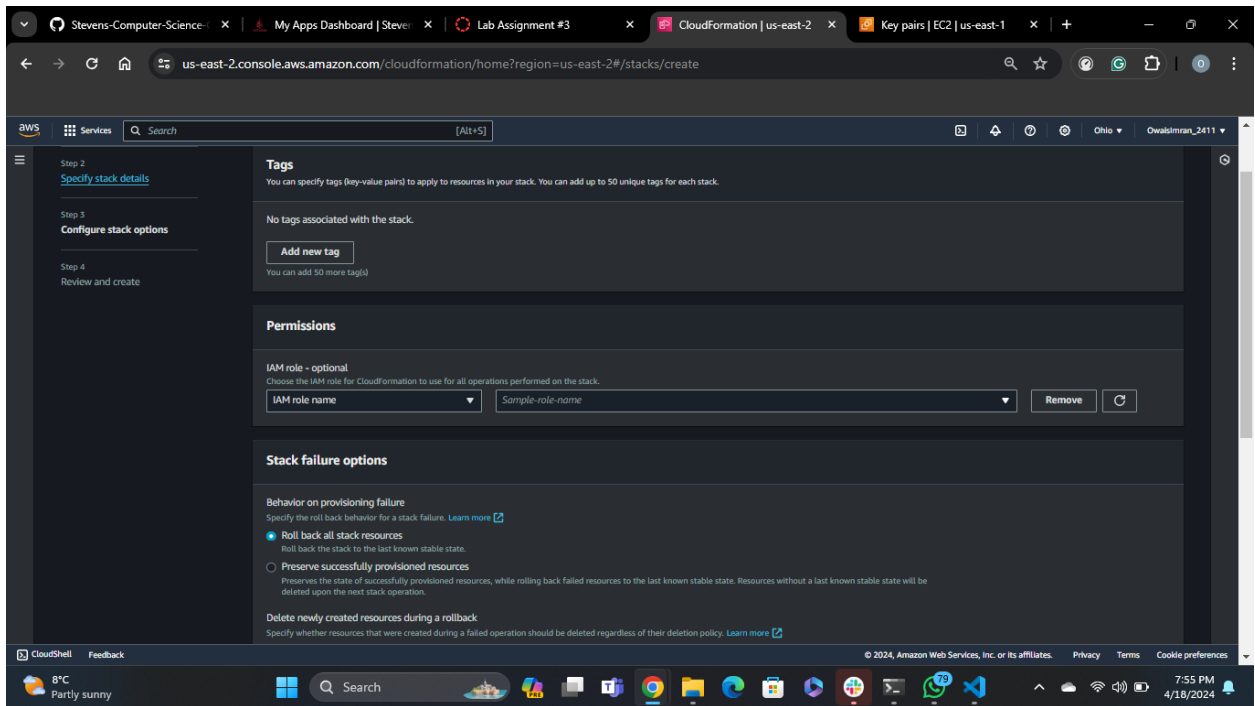 Stevens-Computer-Science-
My Apps Dashboard | Steven
Lab Assignment #3
CloudFormation | us-east-2
Key pairs | EC2 | us-east-1
us-east-2.console.aws.amazon.com/cloudformation/home?region=us-east-2#/stacks/create
O
aws
Services
Search
[Alt+S]
Ohio
OwaisImran_2411
Step 2
Specify stack details
Step 3
Configure stack options
Step 4
Review and create
Tags
You can specify tags (key-value pairs) to apply to resources in your stack. You can add up to 50 unique tags for each stack.
No tags associated with the stack.
Add new tag
You can add 50 more tag(s)
Permissions
IAM role - optional
Choose the IAM role for CloudFormation to use for all operations performed on the stack.
IAM role name
Sample-role-name
Remove
Stack failure options
Behavior on provisioning failure
Specify the roll back behavior for a stack failure. Learn more
Roll back all stack resources
Roll back the stack to the last known stable state.
Preserve successfully provisioned resources
Preserves the state of successfully provisioned resources, while rolling back failed resources to the last known stable state. Resources without a last known stable state will be
deleted upon the next stack operation.
Delete newly created resources during a rollback
Specify whether resources that were created during a failed operation should be deleted regardless of their deletion policy. Learn more
CloudShell
Feedback
© 2024, Amazon Web Services, Inc. or its affiliates.
Privacy
Terms
Cookie preferences
8°C
Partly sunny
Search
PRE
79
7:55 PM
4/18/2024